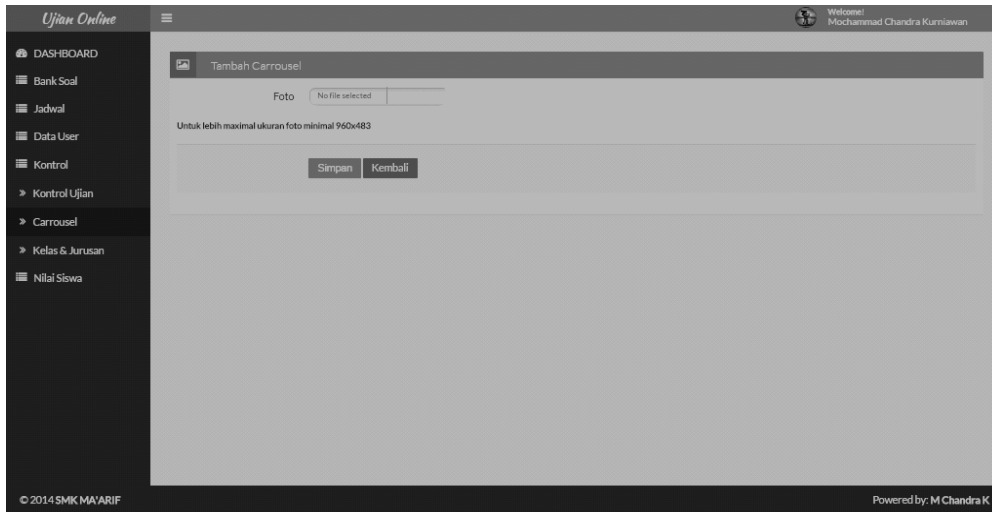 Ujian Online
Welcome!
Mochammad Chandra Kurniawan
DASHBOARD
Bank Soal
Jadwal
Data User
Kontrol
Kontrol Ujian
Carrousel
Kelas & Jurusan
Nilai Siswa
Tambah Carrousel
Foto No file selected
Untuk lebih maximal ukuran foto minimal 960x483
Simpan Kembali
© 2014 SMK MA'ARIF
Powered by: M Chandra K